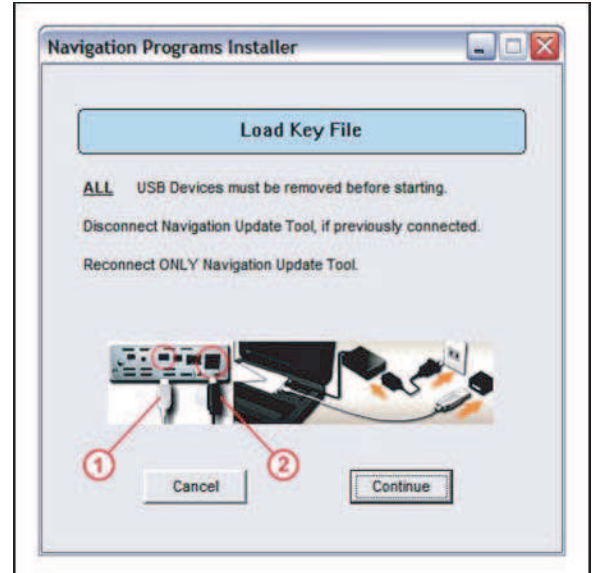 Navigation Programs Installer
Load Key File
ALL USB Devices must be removed before starting.
Disconnect Navigation Update Tool, if previously connected.
Reconnect ONLY Navigation Update Tool.
1
2
Cancel
Continue